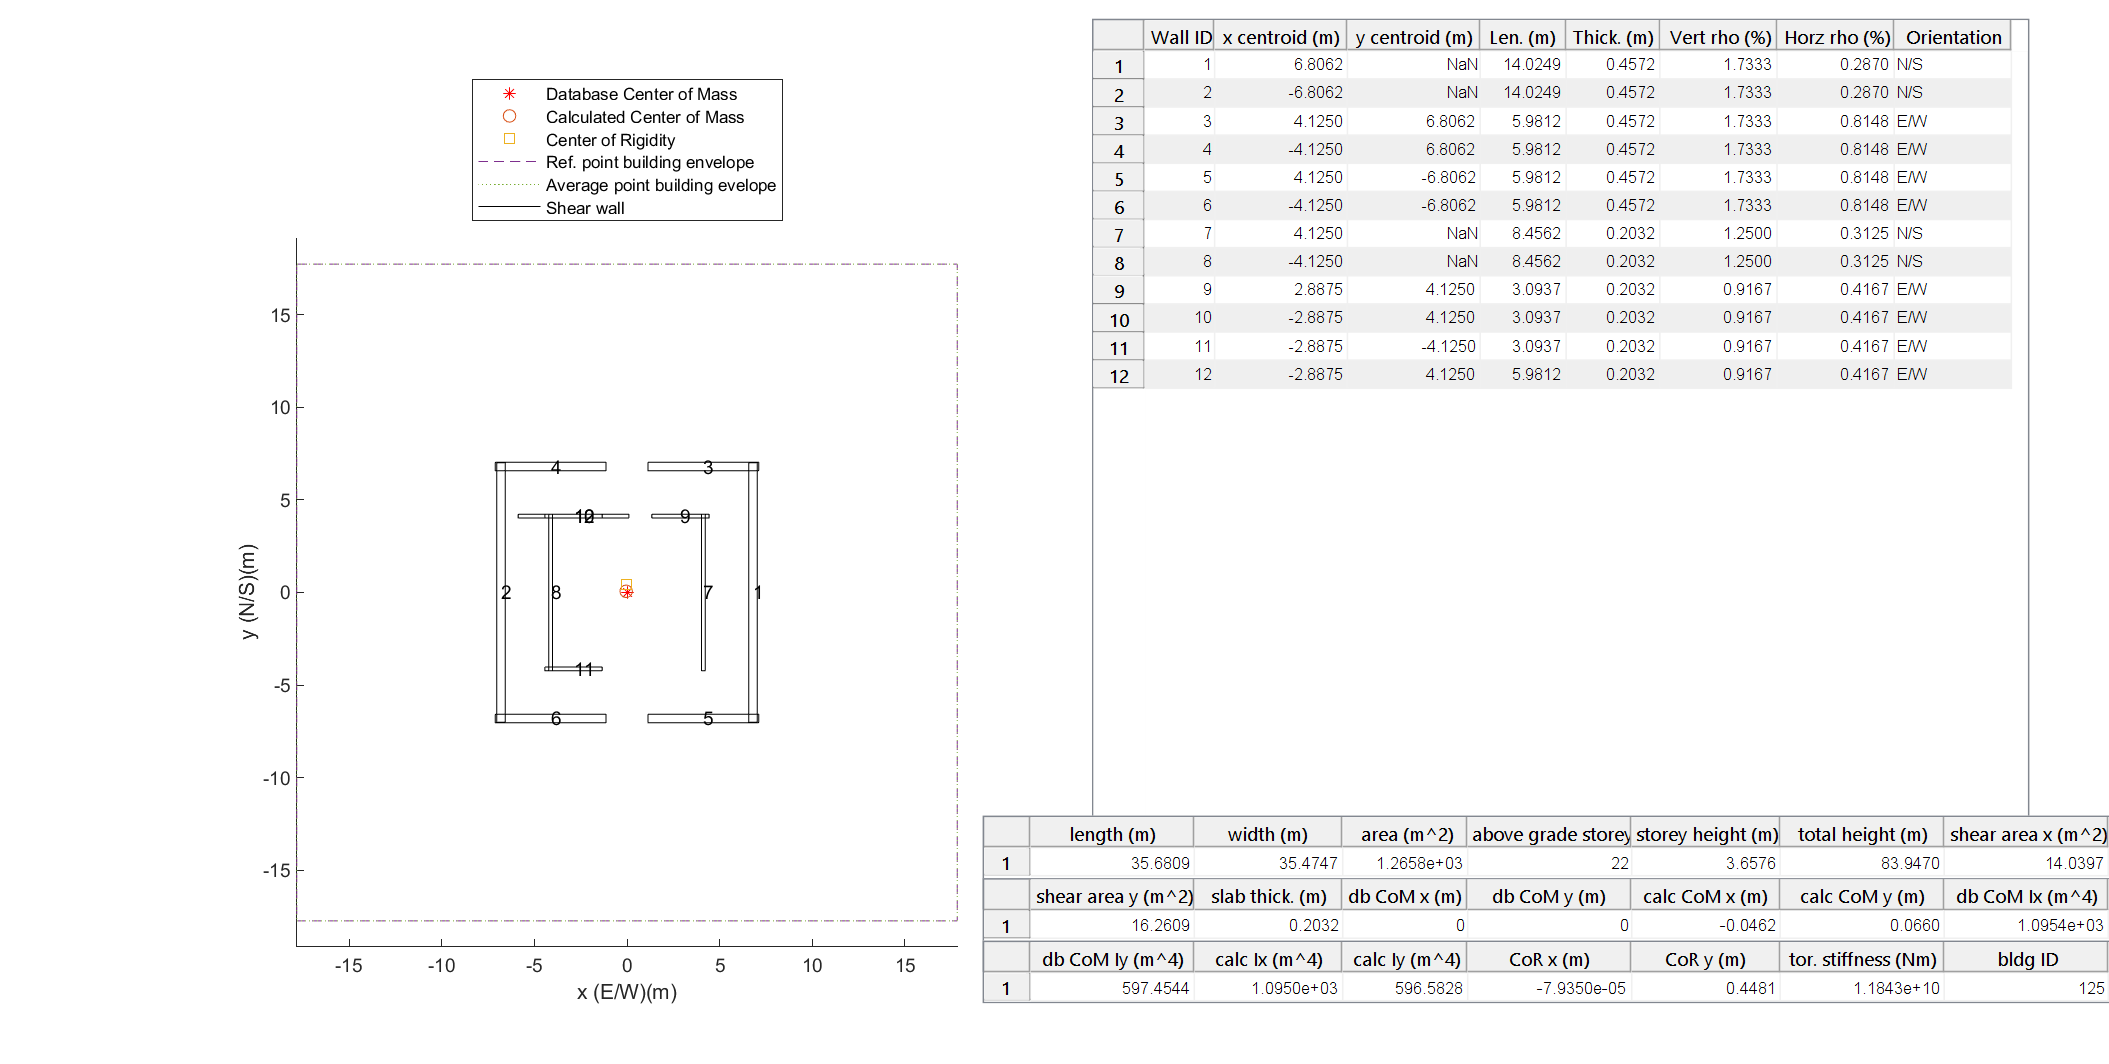 Database Center of Mass
Calculated Center of Mass
Center of Rigidity
Ref. point building envelope
Average point building evelope
Shear wall
15
10
5
0
-5
-10
-15
y (N/S)(m)
4 3
9
2 8 7 1
11
6 5
-15 -10 -5 0 5 10 15
x (E/W)(m)
Wall ID x centroid (m) y centroid (m) Len. (m) Thick. (m) Vert rho (%) Horz rho (%) Orientation
1 1 6.8062 NaN 14.0249 0.4572 1.7333 0.2870 N/S
2 2 -6.8062 NaN 14.0249 0.4572 1.7333 0.2870 N/S
3 3 4.1250 6.8062 5.9812 0.4572 1.7333 0.8148 E/W
4 4 -4.1250 6.8062 5.9812 0.4572 1.7333 0.8148 E/W
5 5 4.1250 -6.8062 5.9812 0.4572 1.7333 0.8148 E/W
6 6 -4.1250 -6.8062 5.9812 0.4572 1.7333 0.8148 E/W
7 7 4.1250 NaN 8.4562 0.2032 1.2500 0.3125 N/S
8 8 -4.1250 NaN 8.4562 0.2032 1.2500 0.3125 N/S
9 9 2.8875 4.1250 3.0937 0.2032 0.9167 0.4167 E/W
10 10 -2.8875 4.1250 3.0937 0.2032 0.9167 0.4167 E/W
11 11 -2.8875 -4.1250 3.0937 0.2032 0.9167 0.4167 E/W
12 12 -2.8875 4.1250 5.9812 0.2032 0.9167 0.4167 E/W
length (m) width (m) area (m^2) above grade storey storey height (m) total height (m) shear area x (m^2)
1 35.6809 35.4747 1.2658e+03 22 3.6576 83.9470 14.0397
shear area y (m^2) slab thick. (m) db CoM x (m) db CoM y (m) calc CoM x (m) calc CoM y (m) db CoM Ix (m^4)
1 16.2609 0.2032 0 0 -0.0462 0.0660 1.0954e+03
db CoM Iy (m^4) calc Ix (m^4) calc Iy (m^4) CoR x (m) CoR y (m) tor. stiffness (Nm) bldg ID
1 597.4544 1.0950e+03 596.5828 -7.9350e-05 0.4481 1.1843e+10 125